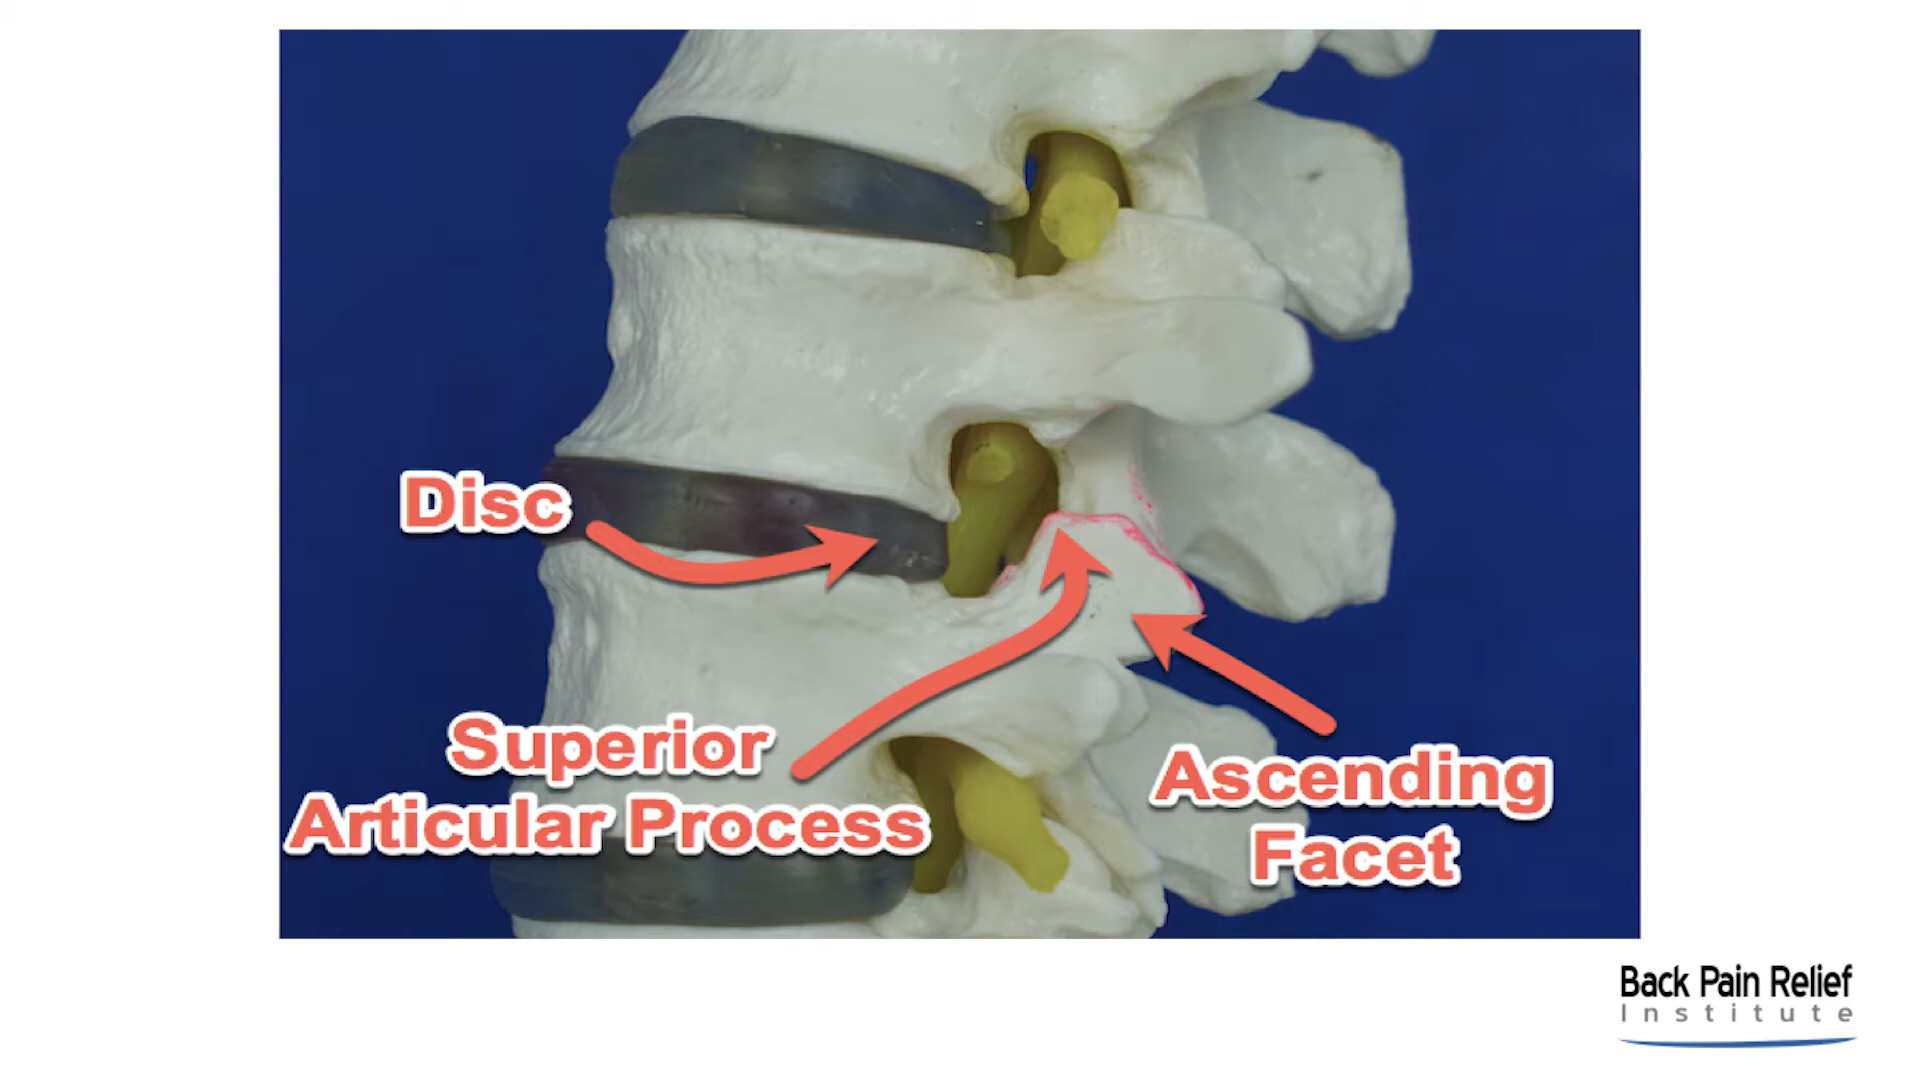 Disc
Superior
Articular Process
Ascending
Facet
Back Pain Relief
Institute